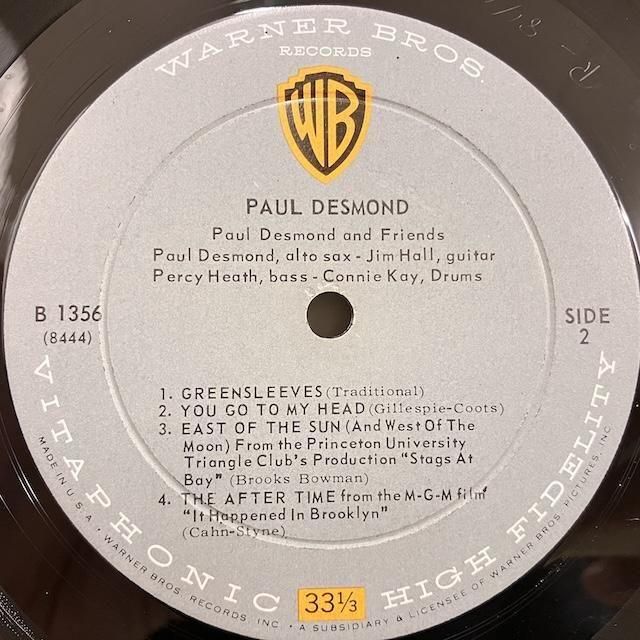 WARNER BROS.
RECORDS
WB
PAUL DESMOND
Paul Desmond and Friends
Paul Desmond, alto sax - Jim Hall, guitar
Percy Heath, bass - Connie Kay, Drums
B 1356
(8444)
SIDE
2
1. GREENSLEEVES (Traditional)
2. YOU GO TO MY HEAD (Gillespie-Coots)
3. EAST OF THE SUN (And West Of The
Moon) From the Princeton University
Triangle Club's Production "Stags At
Bay" (Brooks Bowman)
4. THE AFTER TIME from the M-G-M film
"It Happened In Brooklyn"
(Cahn-Styne)
VITAPHONIC HIGH FIDELITY
33⅓
MADE IN U.S.A. • WARNER BROS. RECORDS, INC. • A SUBSIDIARY & LICENSEE OF WARNER BROS. PICTURES, INC.